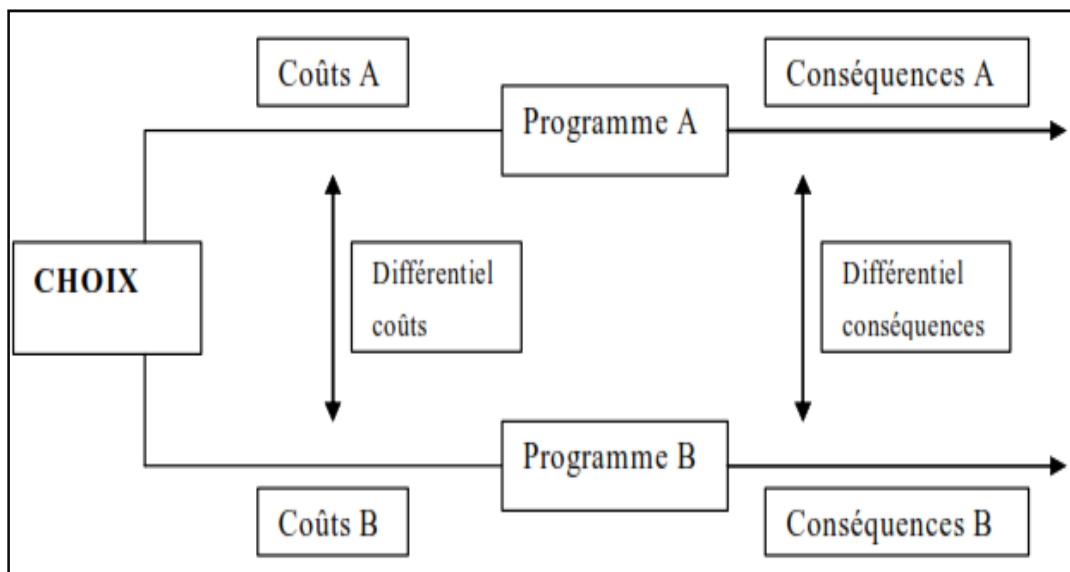 Coûts A
Conséquences A
Programme A
CHOIX
Différentiel
coûts
Différentiel
conséquences
Programme B
Coûts B
Conséquences B